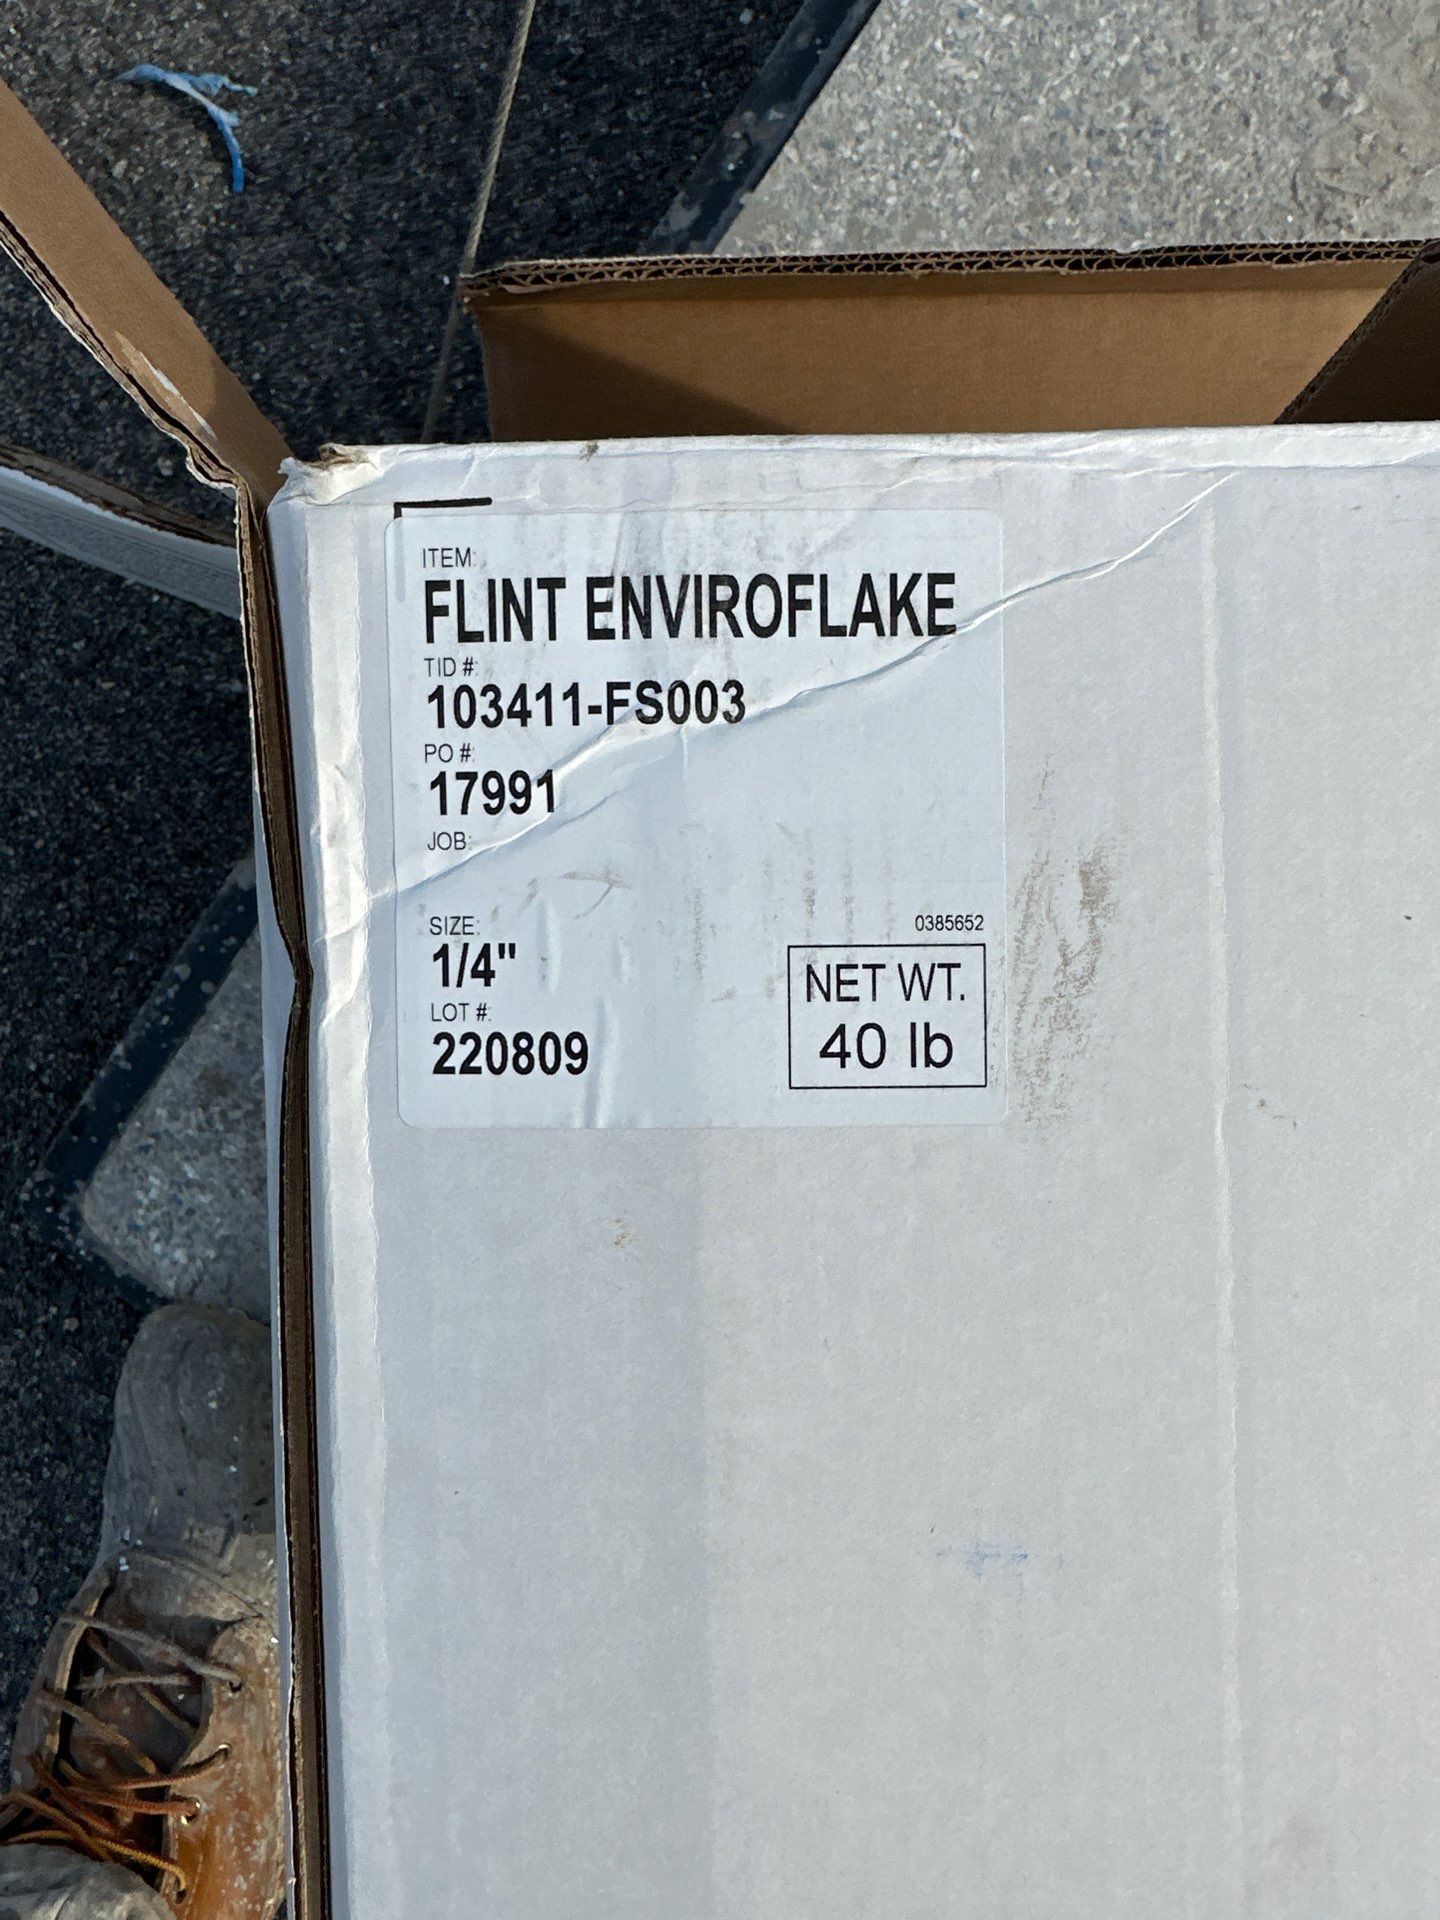 ITEM:
FLINT ENVIROFLAKE
TID #:
103411-FS003
PO #:
17991
JOB:
SIZE:
1/4"
LOT #:
220809
0385652
NET WT.
40 lb